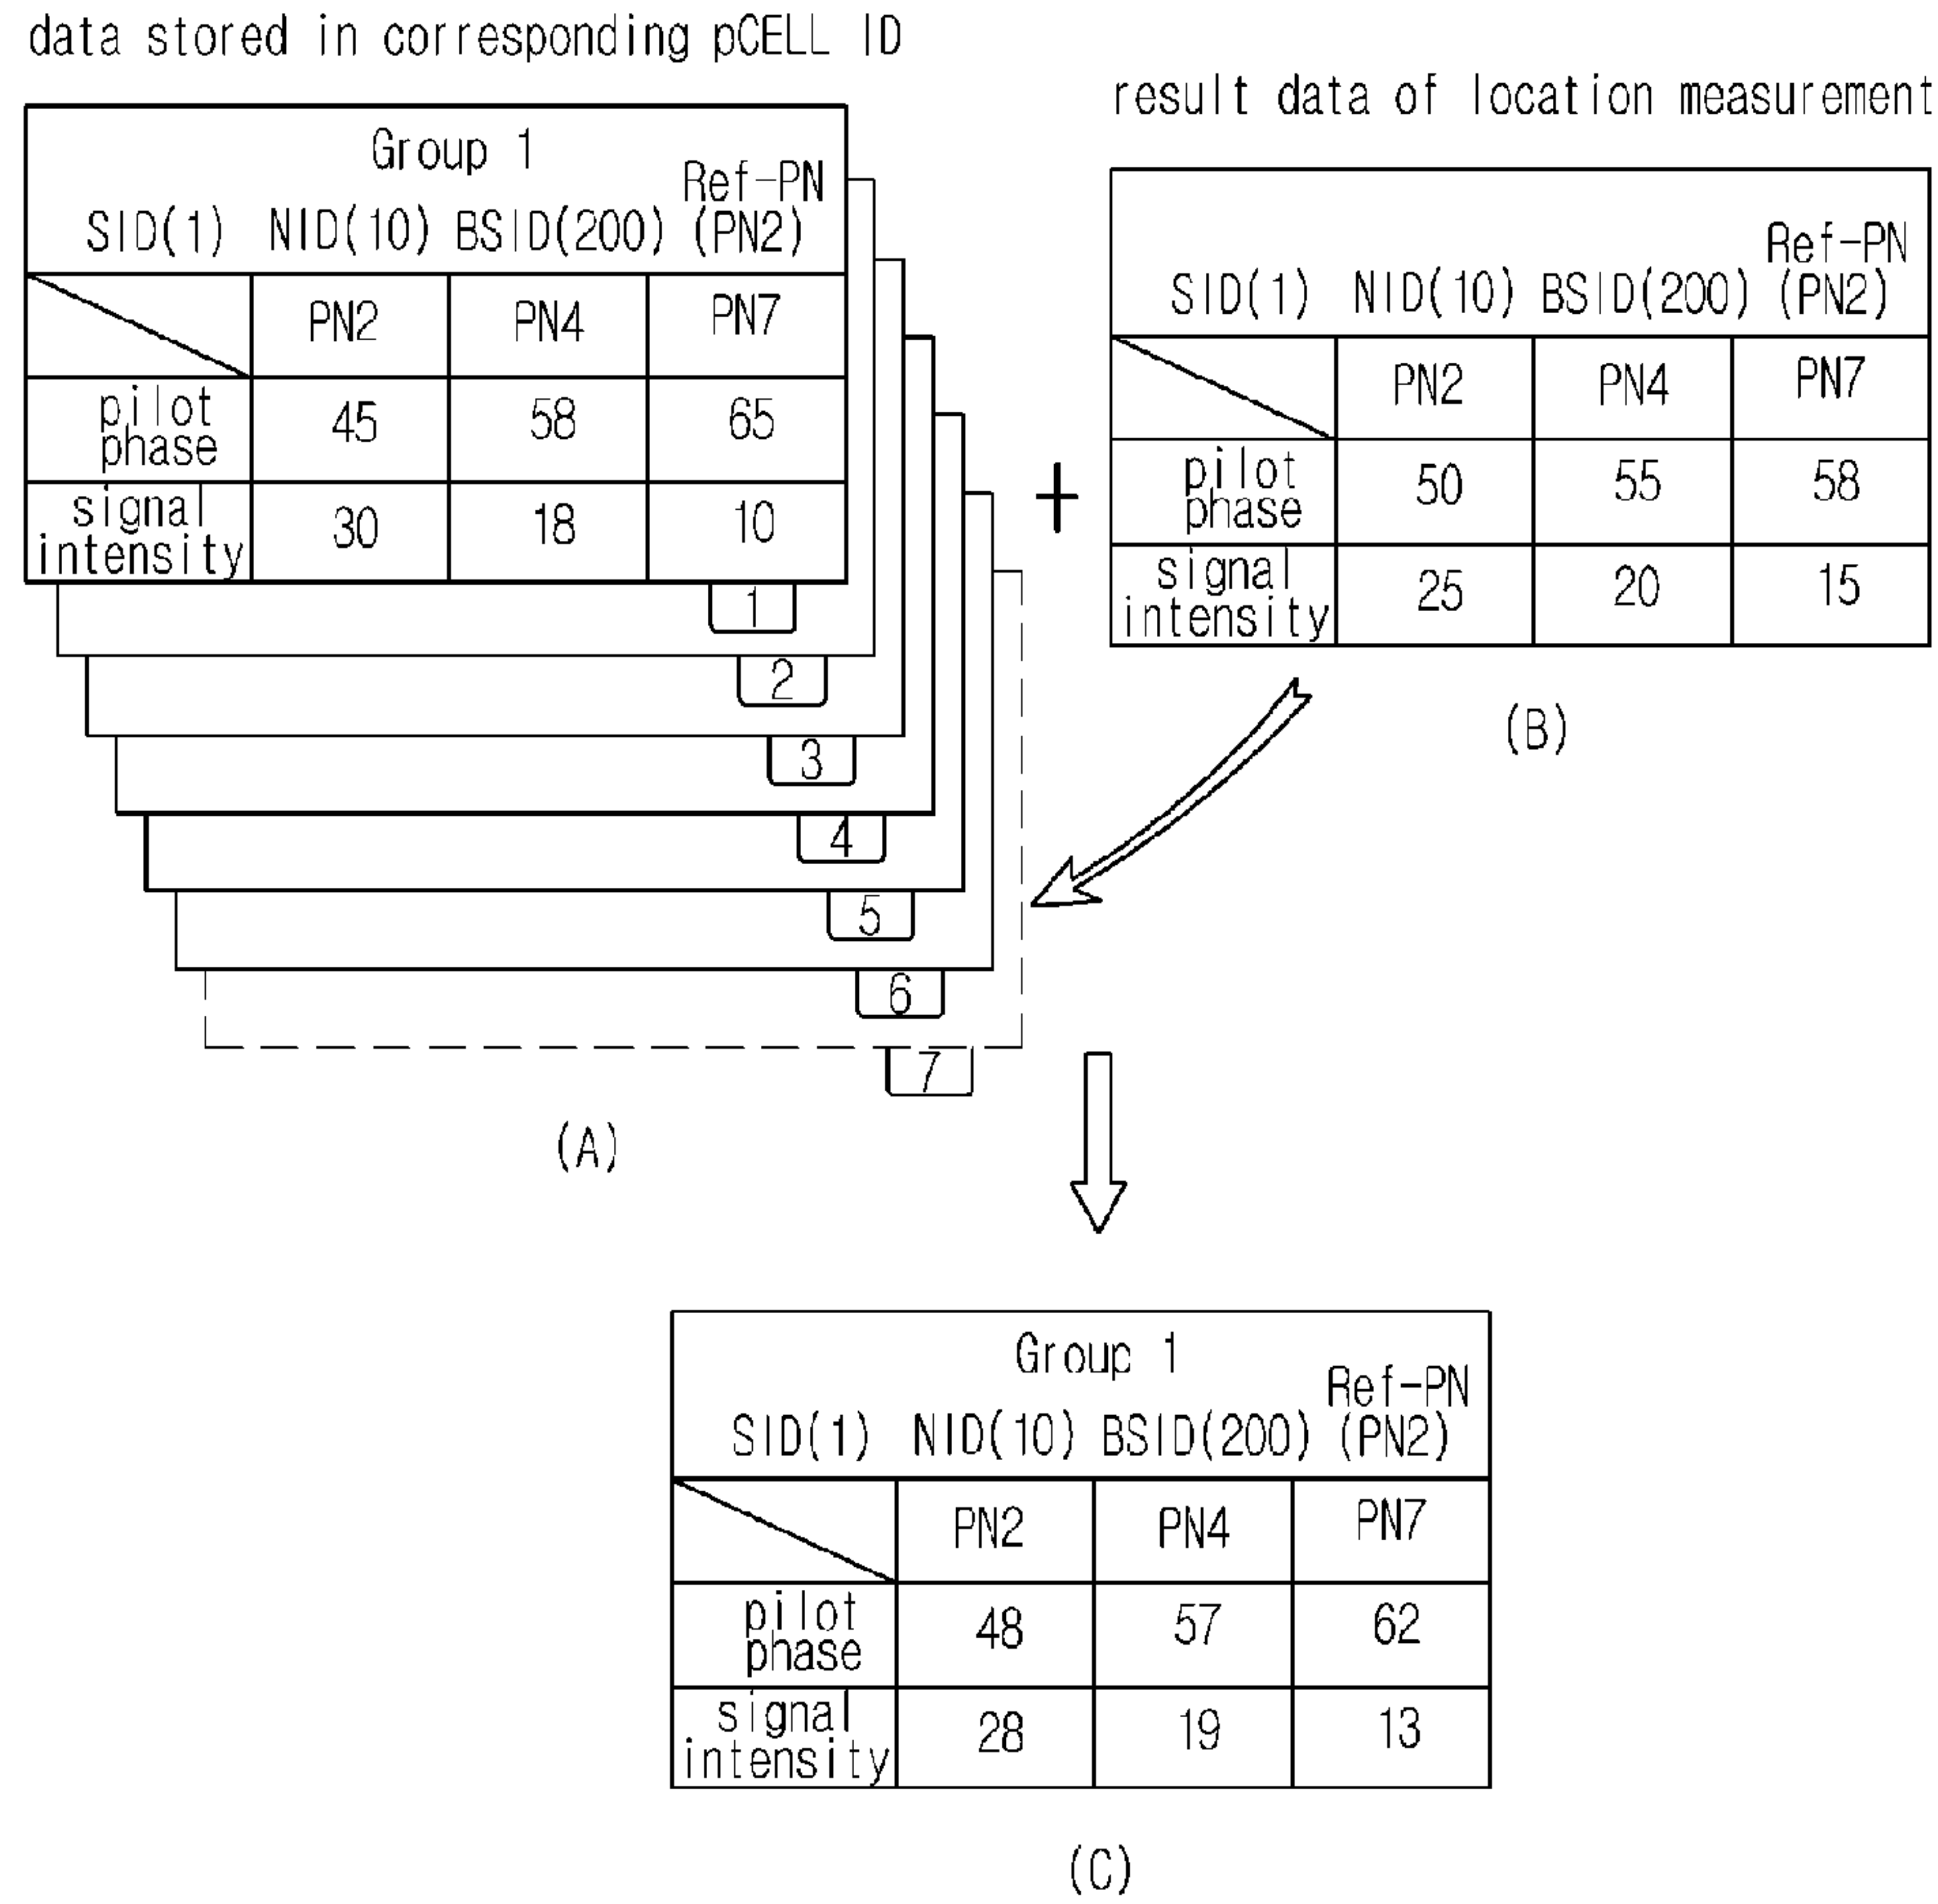 data stored in corresponding pCELL ID
Group 1
Ref-PN
SID(1) NID(10) BSID(200) (PN2)
PN2 PN4 PN7
pilot
phase
45 58 65
signal
intensity
30 18 10
1
2
3
4
5
6
7
(A)
+
result data of location measurement
Ref-PN
SID(1) NID(10) BSID(200) (PN2)
PN2 PN4 PN7
pilot
phase
50 55 58
signal
intensity
25 20 15
(B)
Group 1
Ref-PN
SID(1) NID(10) BSID(200) (PN2)
PN2 PN4 PN7
pilot
phase
48 57 62
signal
intensity
28 19 13
(C)